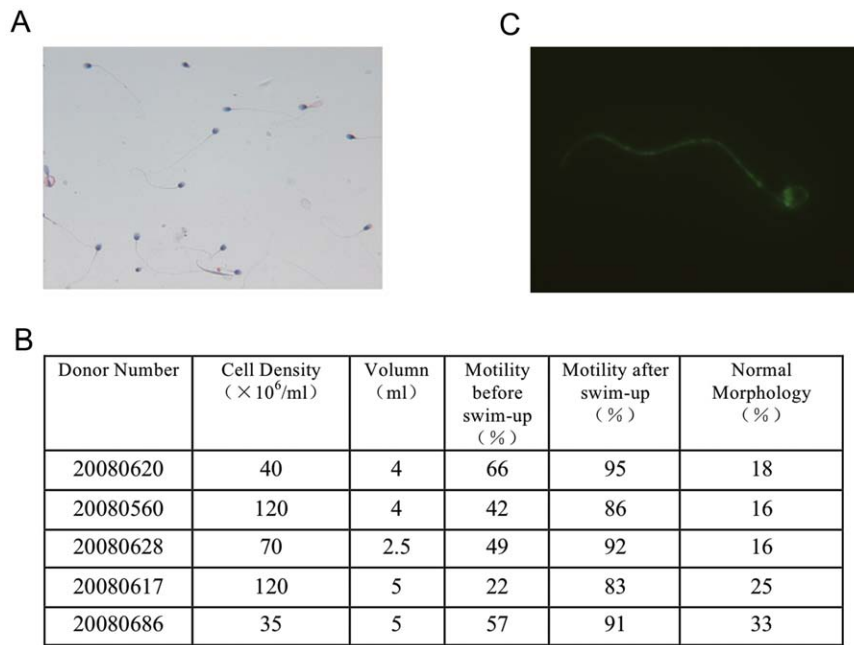 A
C
B
Donor Number
Cell Density
（×10⁶/ml）
Volumn
（ml）
Motility
before
swim-up
（%）
Motility after
swim-up
（%）
Normal
Morphology
（%）
20080620 40 4 66 95 18
20080560 120 4 42 86 16
20080628 70 2.5 49 92 16
20080617 120 5 22 83 25
20080686 35 5 57 91 33